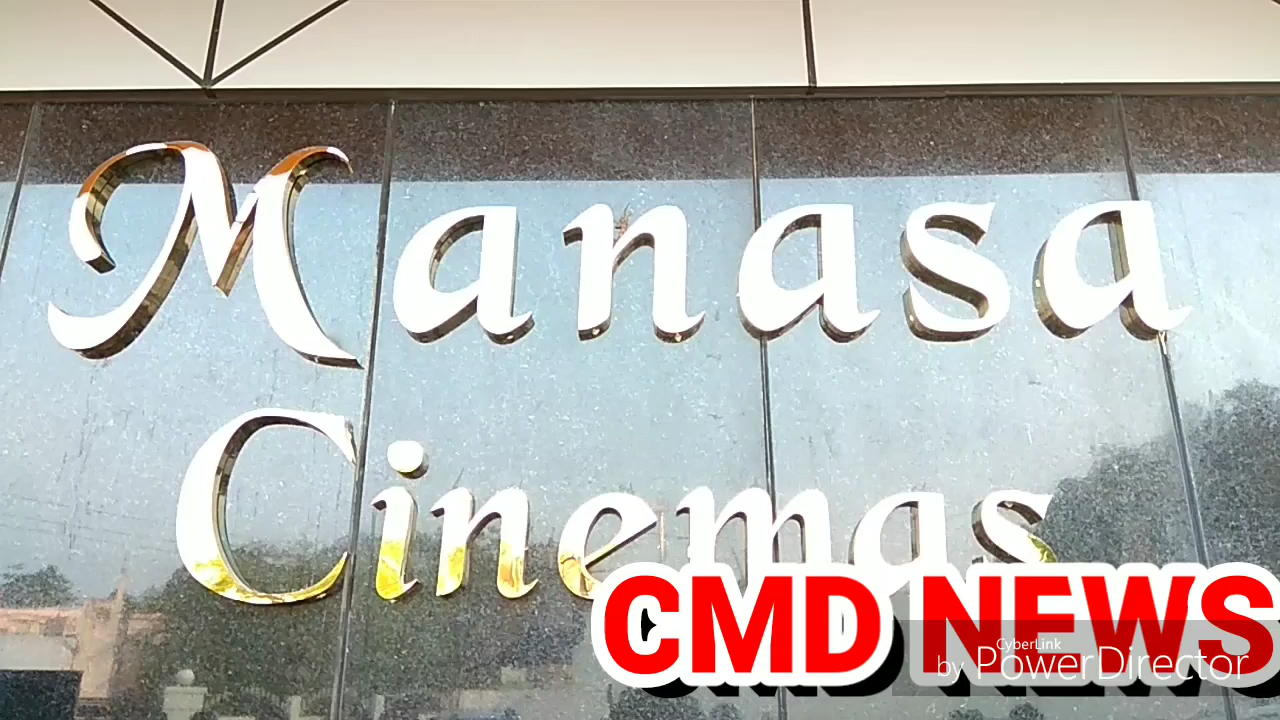 Manasa
Cinemas
CMD NEWS
CyberLink
by PowerDirector